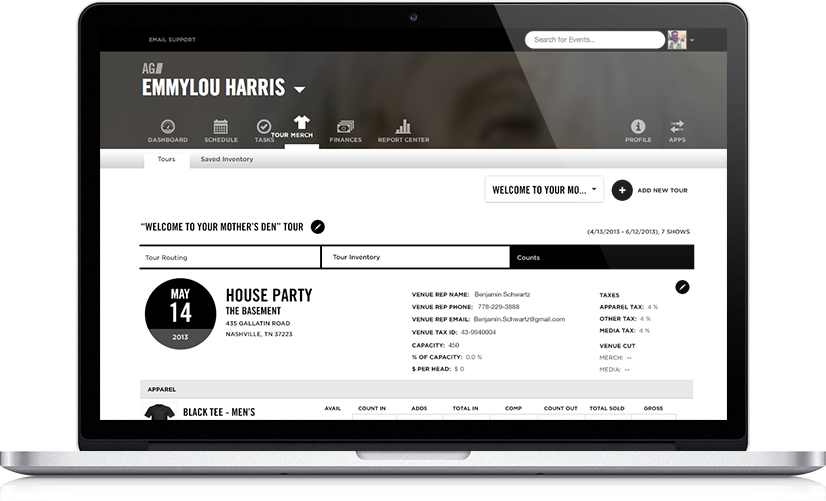 EMAIL SUPPORT
Search for Events...
AG
EMMYLOU HARRIS
DASHBOARD SCHEDULE TASKS TOUR MERCH FINANCES REPORT CENTER PROFILE APPS
Tours Saved Inventory
WELCOME TO YOUR MO... ADD NEW TOUR
“WELCOME TO YOUR MOTHER’S DEN” TOUR
(4/13/2013 - 6/12/2013), 7 SHOWS
Tour Routing Tour Inventory Counts
MAY
14
2013
HOUSE PARTY
THE BASEMENT
435 GALLATIN ROAD
NASHVILLE, TN 37223
VENUE REP NAME: Benjamin Schwartz
VENUE REP PHONE: 778-229-3888
VENUE REP EMAIL: Benjamin.Schwartz@gmail.com
VENUE TAX ID: 43-9940004
CAPACITY: 450
% OF CAPACITY: 0.0 %
$ PER HEAD: $ 0
TAXES
APPAREL TAX: 4 %
OTHER TAX: 4 %
MEDIA TAX: 4 %
VENUE CUT
MERCH: --
MEDIA: --
APPAREL
BLACK TEE - MEN'S AVAIL COUNT IN ADDS TOTAL IN COMP COUNT OUT TOTAL SOLD GROSS